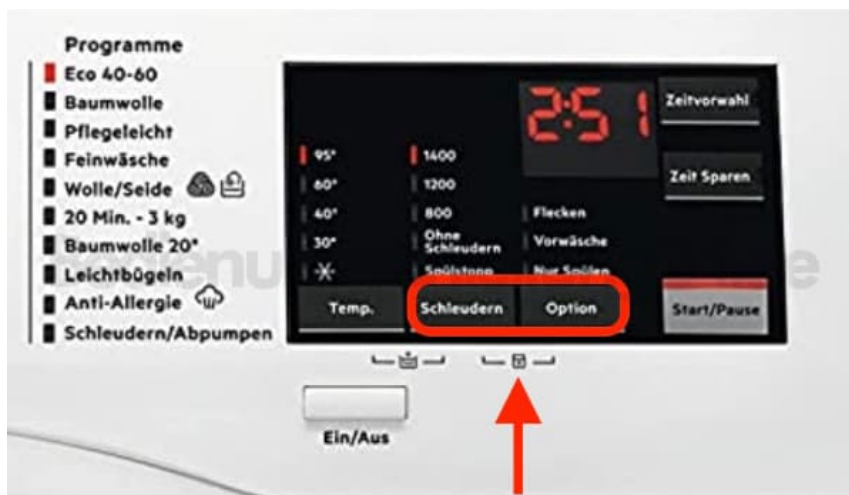 Programme
Eco 40-60
Baumwolle
Pflegeleicht
Feinwäsche
Wolle/Seide
20 Min. - 3 kg
Baumwolle 20°
Leichtbügeln
Anti-Allergie
Schleudern/Abpumpen
2:51
Zeitvorwahl
Zeit Sparen
95°
60°
40°
30°
1400
1200
800
Ohne
Schleudern
Spülstopp
Flecken
Vorwäsche
Nur Spülen
Temp.
Schleudern
Option
Start/Pause
Ein/Aus